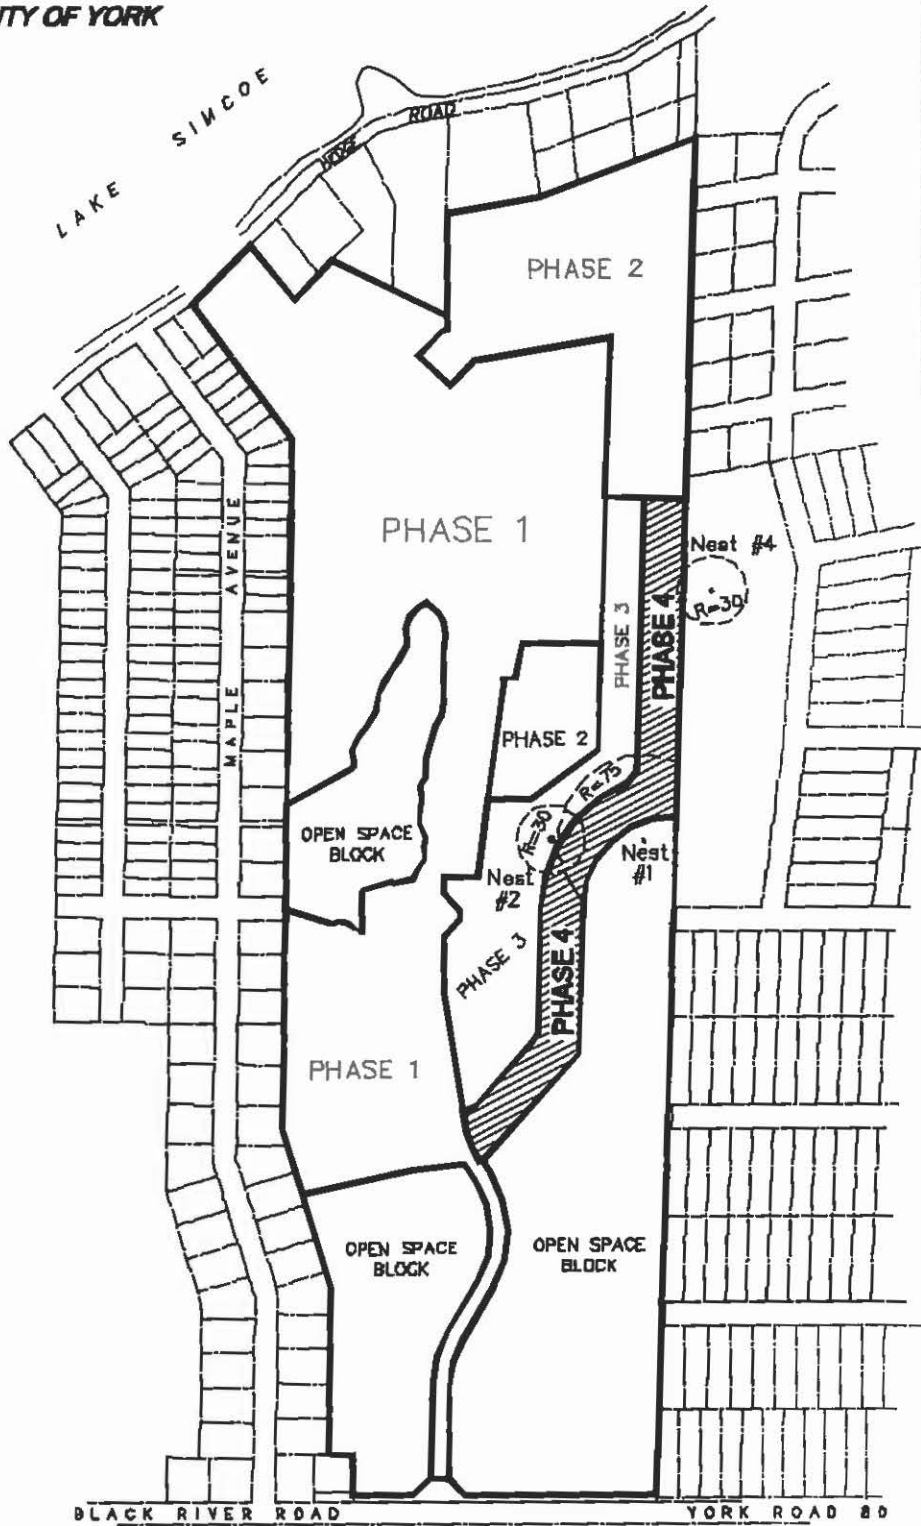 ITY OF YORK
LAKE SIMCOE
HEDGE ROAD
PHASE 2
PHASE 1
MAPLE AVENUE
Nest #4
R=30
PHASE 3
PHASE 4
PHASE 2
R=75
R=30
OPEN SPACE
BLOCK
Nest
#2
Nest
#1
PHASE 3
PHASE 4
PHASE 1
OPEN SPACE
BLOCK
OPEN SPACE
BLOCK
BLACK RIVER ROAD
YORK ROAD 80